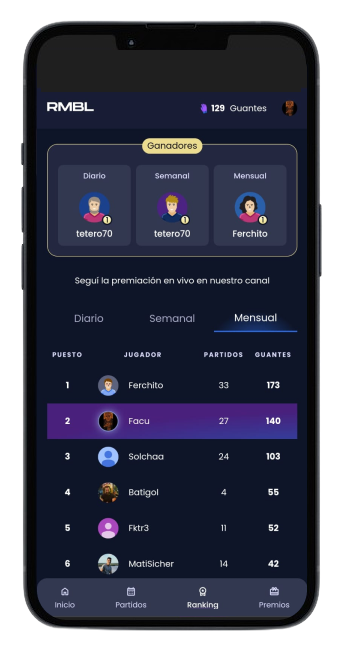 RMBL
129 Guantes
Ganadores
Diario Semanal Mensual
1 1 1
tetero70 tetero70 Ferchito
Seguí la premiación en vivo en nuestro canal
Diario Semanal Mensual
PUESTO JUGADOR PARTIDOS GUANTES
1 Ferchito 33 173
2 Facu 27 140
3 Solchaa 24 103
4 Batigol 4 55
5 Fktr3 11 52
6 MatiSicher 14 42
Inicio Partidos Ranking Premios